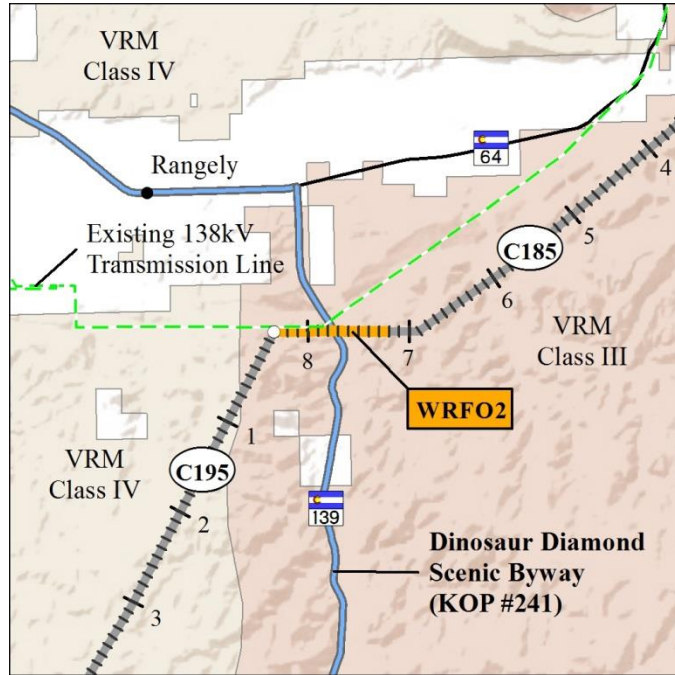 VRM
Class IV
64
4
Rangely
5
Existing 138kV
Transmission Line
C185
6
VRM
Class III
8
7
WRFO2
1
VRM
Class IV
C195
2
139
Dinosaur Diamond
Scenic Byway
(KOP #241)
3